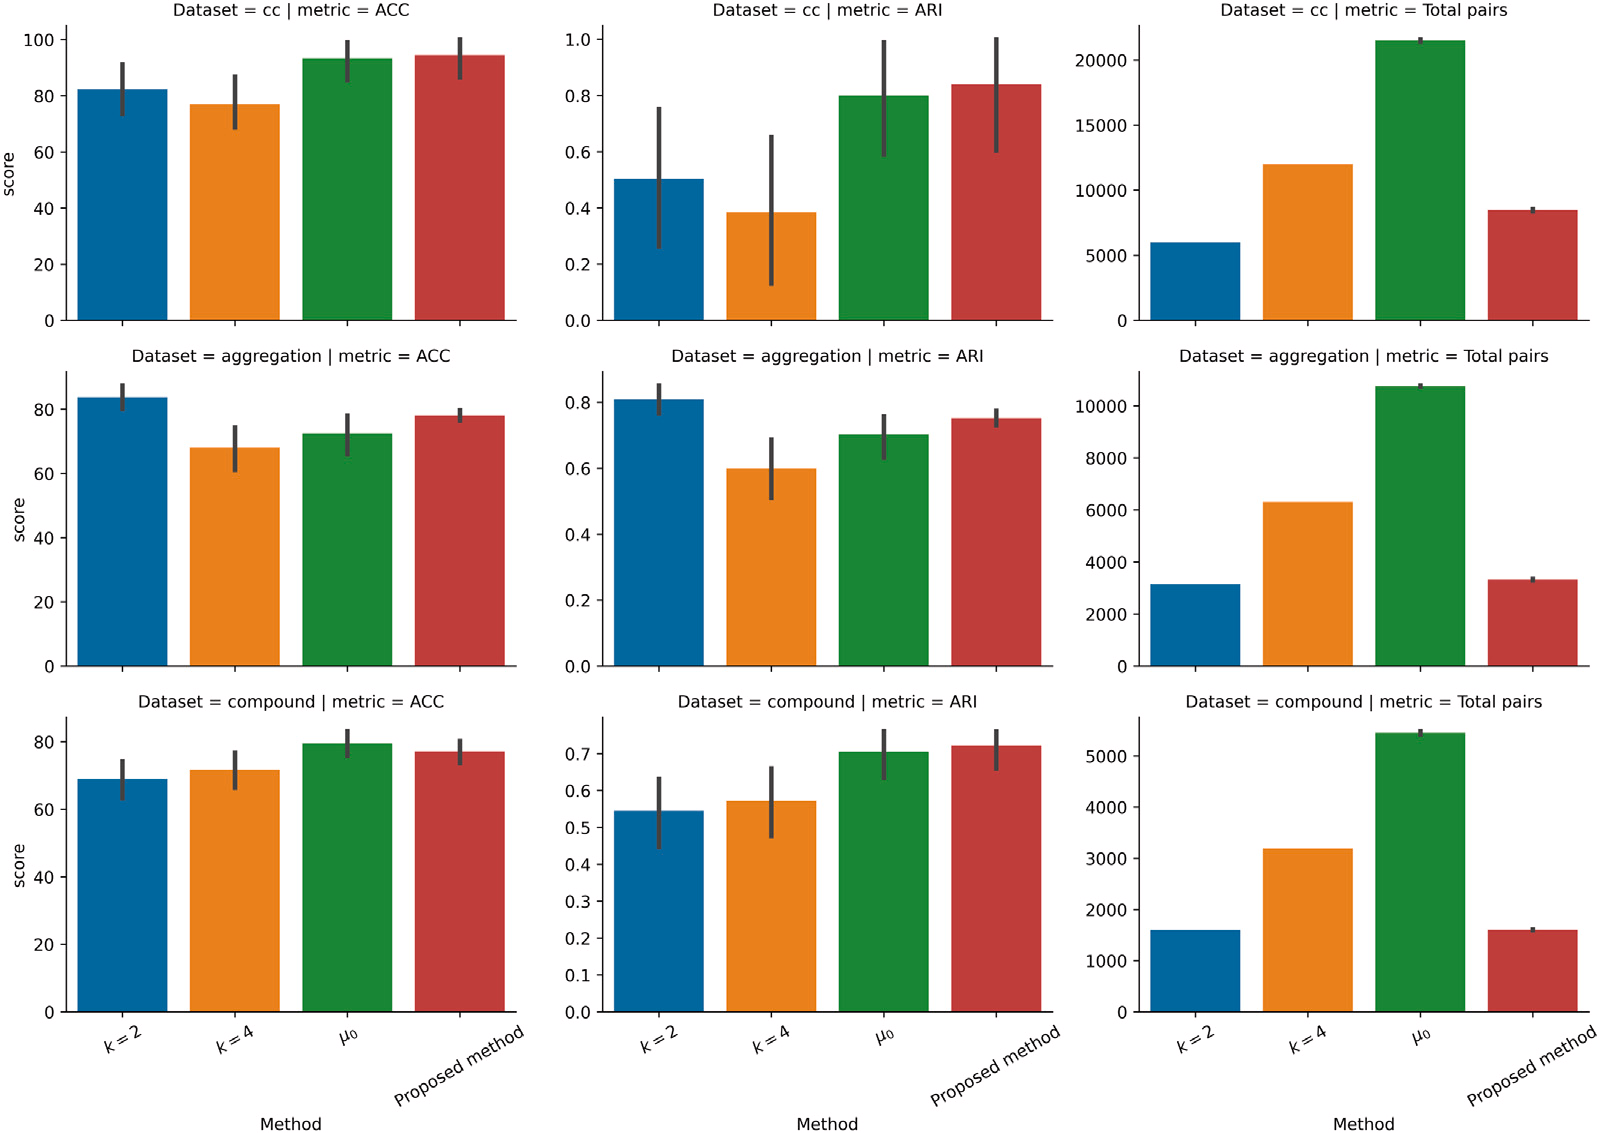 Dataset = cc | metric = ACC
Dataset = cc | metric = ARI
Dataset = cc | metric = Total pairs
score
100
80
60
40
20
0
1.0
0.8
0.6
0.4
0.2
0.0
20000
15000
10000
5000
0
Dataset = aggregation | metric = ACC
Dataset = aggregation | metric = ARI
Dataset = aggregation | metric = Total pairs
score
80
60
40
20
0
0.8
0.6
0.4
0.2
0.0
10000
8000
6000
4000
2000
0
Dataset = compound | metric = ACC
Dataset = compound | metric = ARI
Dataset = compound | metric = Total pairs
score
80
60
40
20
0
0.7
0.6
0.5
0.4
0.3
0.2
0.1
0.0
5000
4000
3000
2000
1000
0
k = 2
k = 4
μ₀
Proposed method
k = 2
k = 4
μ₀
Proposed method
k = 2
k = 4
μ₀
Proposed method
Method
Method
Method